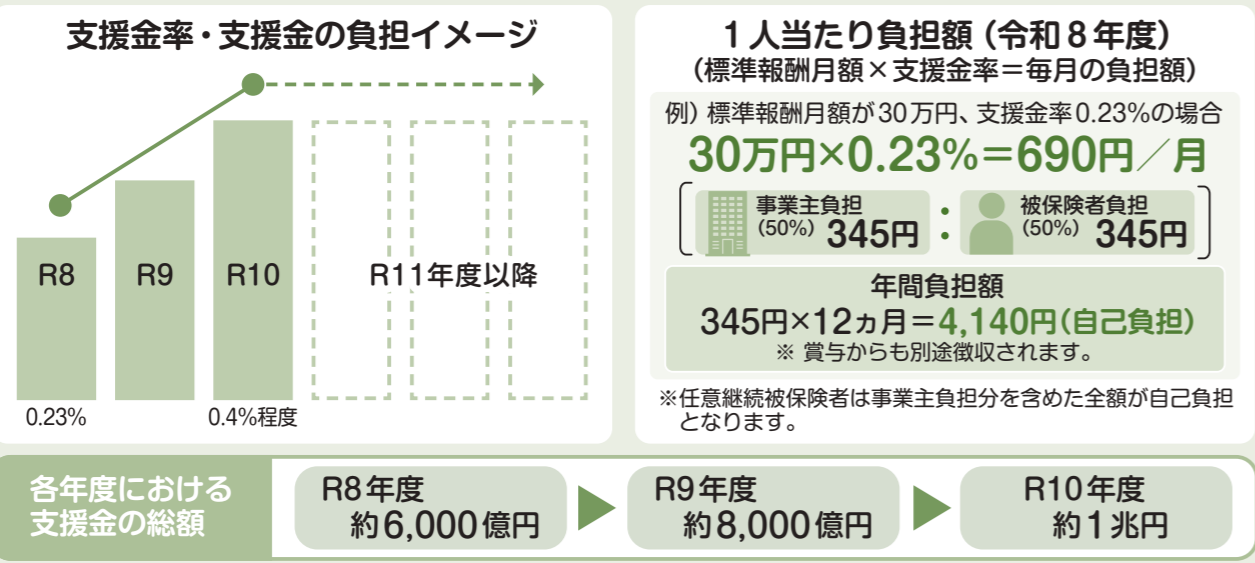 支援金率・支援金の負担イメージ
R8
R9
R10
R11年度以降
0.23%
0.4%程度
1人当たり負担額（令和8年度）
（標準報酬月額×支援金率＝毎月の負担額）
例）標準報酬月額が30万円、支援金率0.23%の場合
30万円×0.23%＝690円／月
事業主負担
(50%) 345円
：
被保険者負担
(50%) 345円
年間負担額
345円×12ヵ月＝4,140円（自己負担）
※ 賞与からも別途徴収されます。
※任意継続被保険者は事業主負担分を含めた全額が自己負担
となります。
各年度における
支援金の総額
R8年度
約6,000億円
R9年度
約8,000億円
R10年度
約1兆円